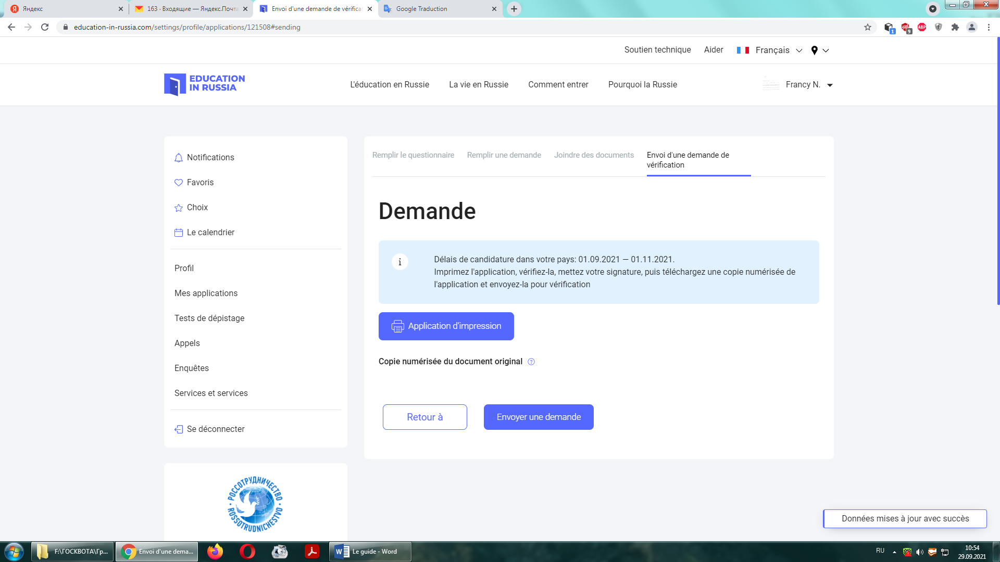 Яндекс
163 · Входящие — Яндекс.Почта
Envoi d'une demande de vérifica
Google Traduction
education-in-russia.com/settings/profile/applications/121508#sending
1
9
ABP
Soutien technique
Aider
Français
EDUCATION
IN RUSSIA
L'éducation en Russie
La vie en Russie
Comment entrer
Pourquoi la Russie
Francy N.
Notifications
Favoris
Choix
Le calendrier
Profil
Mes applications
Tests de dépistage
Appels
Enquêtes
Services et services
Se déconnecter
РОССОТРУДНИЧЕСТВО
ROSSOTRUDNICHESTVO
Remplir le questionnaire
Remplir une demande
Joindre des documents
Envoi d'une demande de
vérification
Demande
i
Délais de candidature dans votre pays: 01.09.2021 — 01.11.2021.
Imprimez l'application, vérifiez-la, mettez votre signature, puis téléchargez une copie numérisée de
l'application et envoyez-la pour vérification
Application d'impression
Copie numérisée du document original ?
Retour à
Envoyer une demande
Données mises à jour avec succès
F:\ГОСКВОТА\Гр...
Envoi d'une dema...
Le guide - Word
RU
10:54
29.09.2021